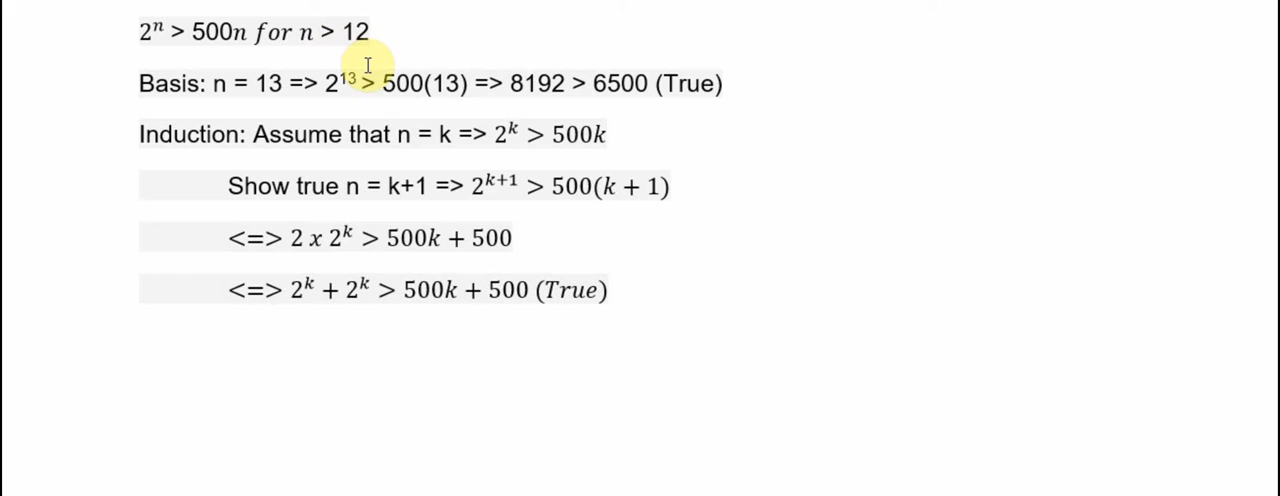 2ⁿ > 500n for n > 12
Basis: n = 13 => 2¹³ > 500(13) => 8192 > 6500 (True)
Induction: Assume that n = k => 2ᵏ > 500k
Show true n = k+1 => 2ᵏ⁺¹ > 500(k + 1)
<=> 2 x 2ᵏ > 500k + 500
<=> 2ᵏ + 2ᵏ > 500k + 500 (True)